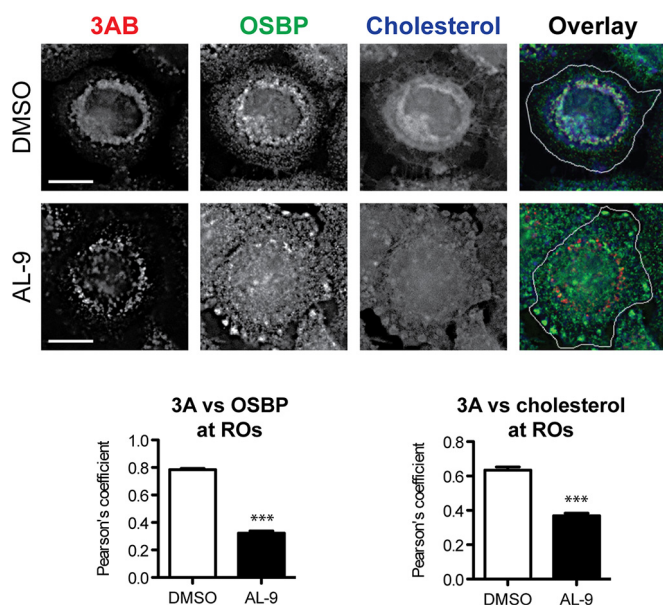 3AB OSBP Cholesterol Overlay
DMSO
AL-9
3A vs OSBP
at ROs
Pearson's coefficient
1.0
0.8
0.6
0.4
0.2
0.0
***
DMSO AL-9
3A vs cholesterol
at ROs
Pearson's coefficient
0.8
0.6
0.4
0.2
0.0
***
DMSO AL-9